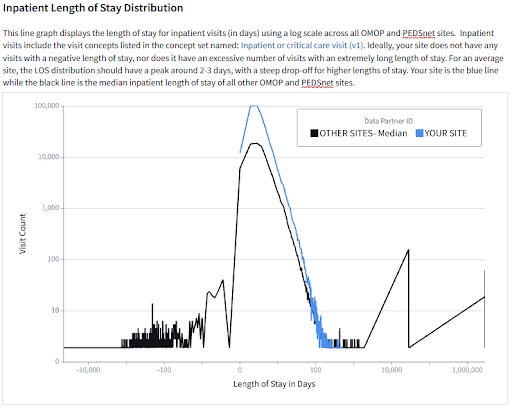 Inpatient Length of Stay Distribution
This line graph displays the length of stay for inpatient visits (in days) using a log scale across all OMOP and PEDSnet sites.  Inpatient
visits include the visit concepts listed in the concept set named: Inpatient or critical care visit (v1). Ideally, your site does not have any
visits with a negative length of stay, nor does it have an excessive number of visits with an extremely long length of stay. For an average
site, the LOS distribution should have a peak around 2-3 days, with a steep drop-off for higher lengths of stay. Your site is the blue line
while the black line is the median inpatient length of stay of all other OMOP and PEDSnet sites.
Data Partner ID
OTHER SITES- Median YOUR SITE
100,000
10,000
1,000
100
10
0
Visit Count
-10,000 -100 0 100 10,000 1,000,000
Length of Stay in Days